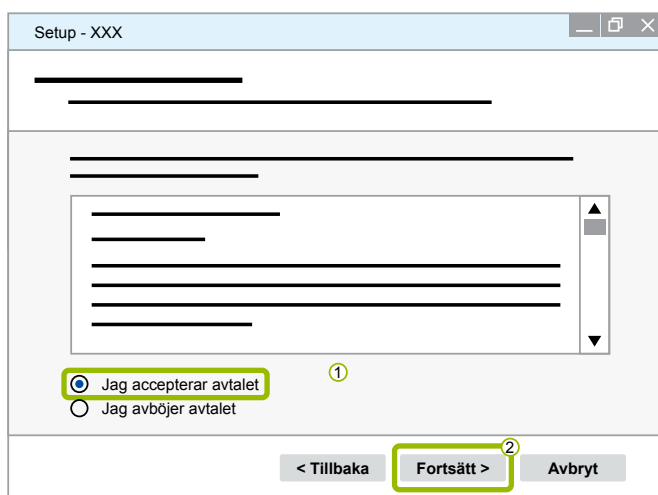 Setup - XXX
1
Jag accepterar avtalet
Jag avböjer avtalet
2
< Tillbaka
Fortsätt >
Avbryt